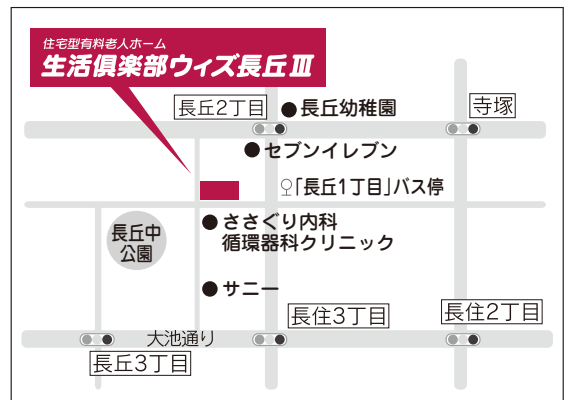 住宅型有料老人ホーム
生活倶楽部ウィズ長丘Ⅲ
長丘2丁目
長丘幼稚園
寺塚
セブンイレブン
「長丘1丁目」バス停
長丘中
公園
ささぐり内科
循環器科クリニック
サニー
長住3丁目
長住2丁目
大池通り
長丘3丁目